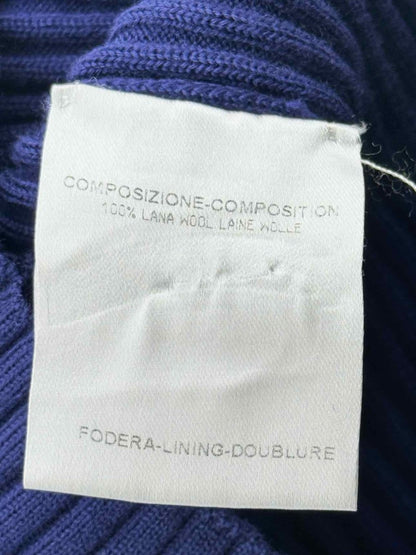 COMPOSIZIONE-COMPOSITION
100% LANA WOOL LAINE WOLLE
FODERA-LINING-DOUBLURE